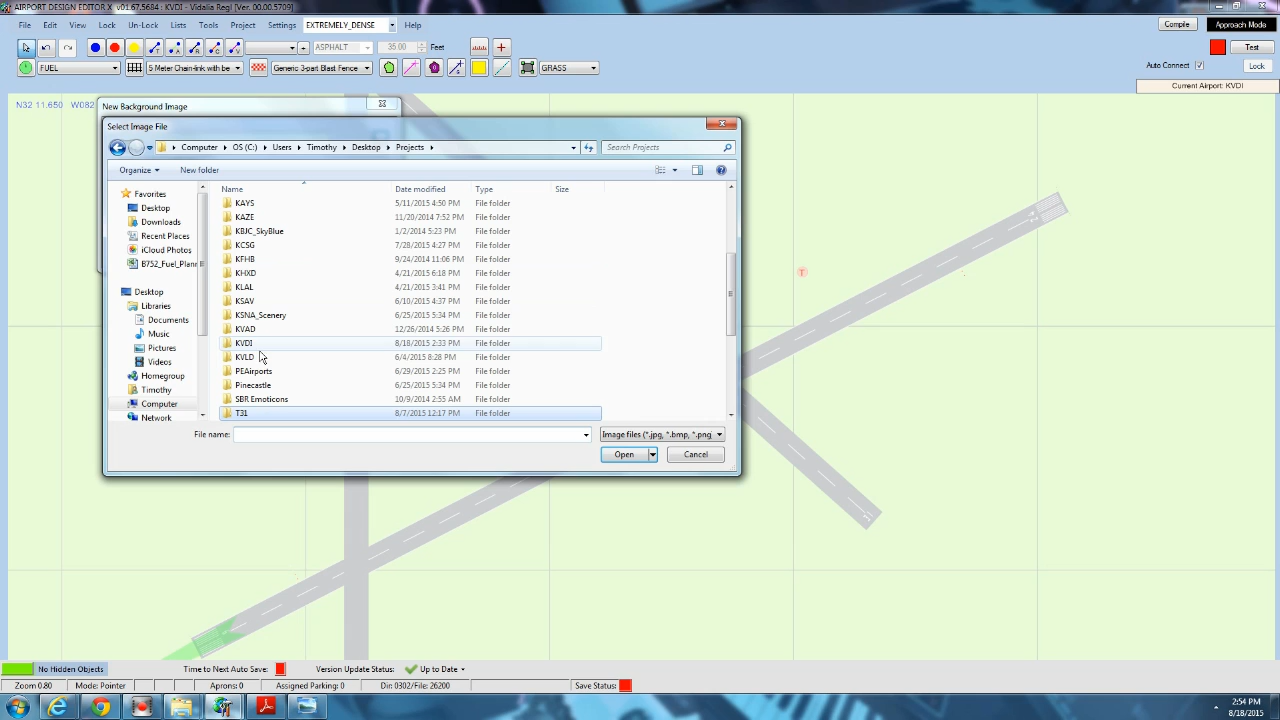 AIRPORT DESIGN EDITOR X v01.67.5684 : KVDI - Vidalia Reg [Ver: 00.00.5709]
File Edit View Lock Un-Lock Lists Tools Project Settings EXTREMELY_DENSE Help Compile Approach Mode
ASPHALT 35.00 Feet Test
FUEL 5 Meter Chain-link with be Generic 3-part Blast Fence GRASS Auto Connect Lock
Current Airport: KVDI
N32 11.650 W082
New Background Image
Select Image File
Computer OS (C:) Users Timothy Desktop Projects Search Projects
Organize New folder
Name Date modified Type Size
KAYS 5/11/2015 4:50 PM File folder
KAZE 11/20/2014 7:52 PM File folder
KBJC_SkyBlue 1/2/2014 5:23 PM File folder
KCSG 7/28/2015 4:27 PM File folder
KFHB 9/24/2014 11:06 PM File folder
KHXD 4/21/2015 6:18 PM File folder
KLAL 4/21/2015 3:41 PM File folder
KSAV 6/10/2015 4:37 PM File folder
KSNA_Scenery 6/25/2015 5:34 PM File folder
KVAD 12/26/2014 5:26 PM File folder
KVDI 8/18/2015 2:33 PM File folder
KVLD 6/4/2015 8:28 PM File folder
PEAirports 6/29/2015 2:25 PM File folder
Pinecastle 6/25/2015 5:34 PM File folder
SBR Emoticons 10/9/2014 2:55 AM File folder
T31 8/7/2015 12:17 PM File folder
Favorites
Desktop
Downloads
Recent Places
iCloud Photos
B752_Fuel_Plann
Desktop
Libraries
Documents
Music
Pictures
Videos
Homegroup
Timothy
Computer
Network
File name: Image files (*.jpg, *.bmp, *.png
Open Cancel
T
No Hidden Objects Time to Next Auto Save: Version Update Status: Up to Date
Zoom 0.80 Mode: Pointer Aprons: 0 Assigned Parking: 0 Dir: 0302/File: 26200 Save Status:
2:54 PM
8/18/2015